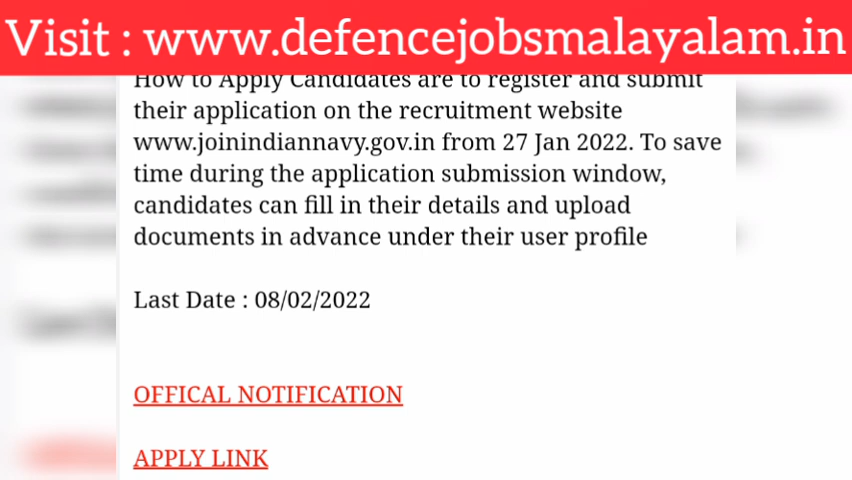 Visit : www.defencejobsmalayalam.in
How to Apply Candidates are to register and submit
their application on the recruitment website
www.joinindiannavy.gov.in from 27 Jan 2022. To save
time during the application submission window,
candidates can fill in their details and upload
documents in advance under their user profile
Last Date : 08/02/2022
OFFICAL NOTIFICATION
APPLY LINK